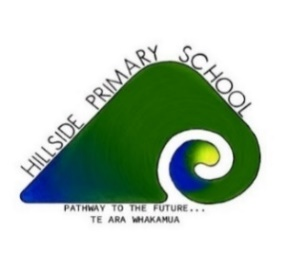 HILLSIDE PRIMARY SCHOOL
PATHWAY TO THE FUTURE...
TE ARA WHAKAMUA